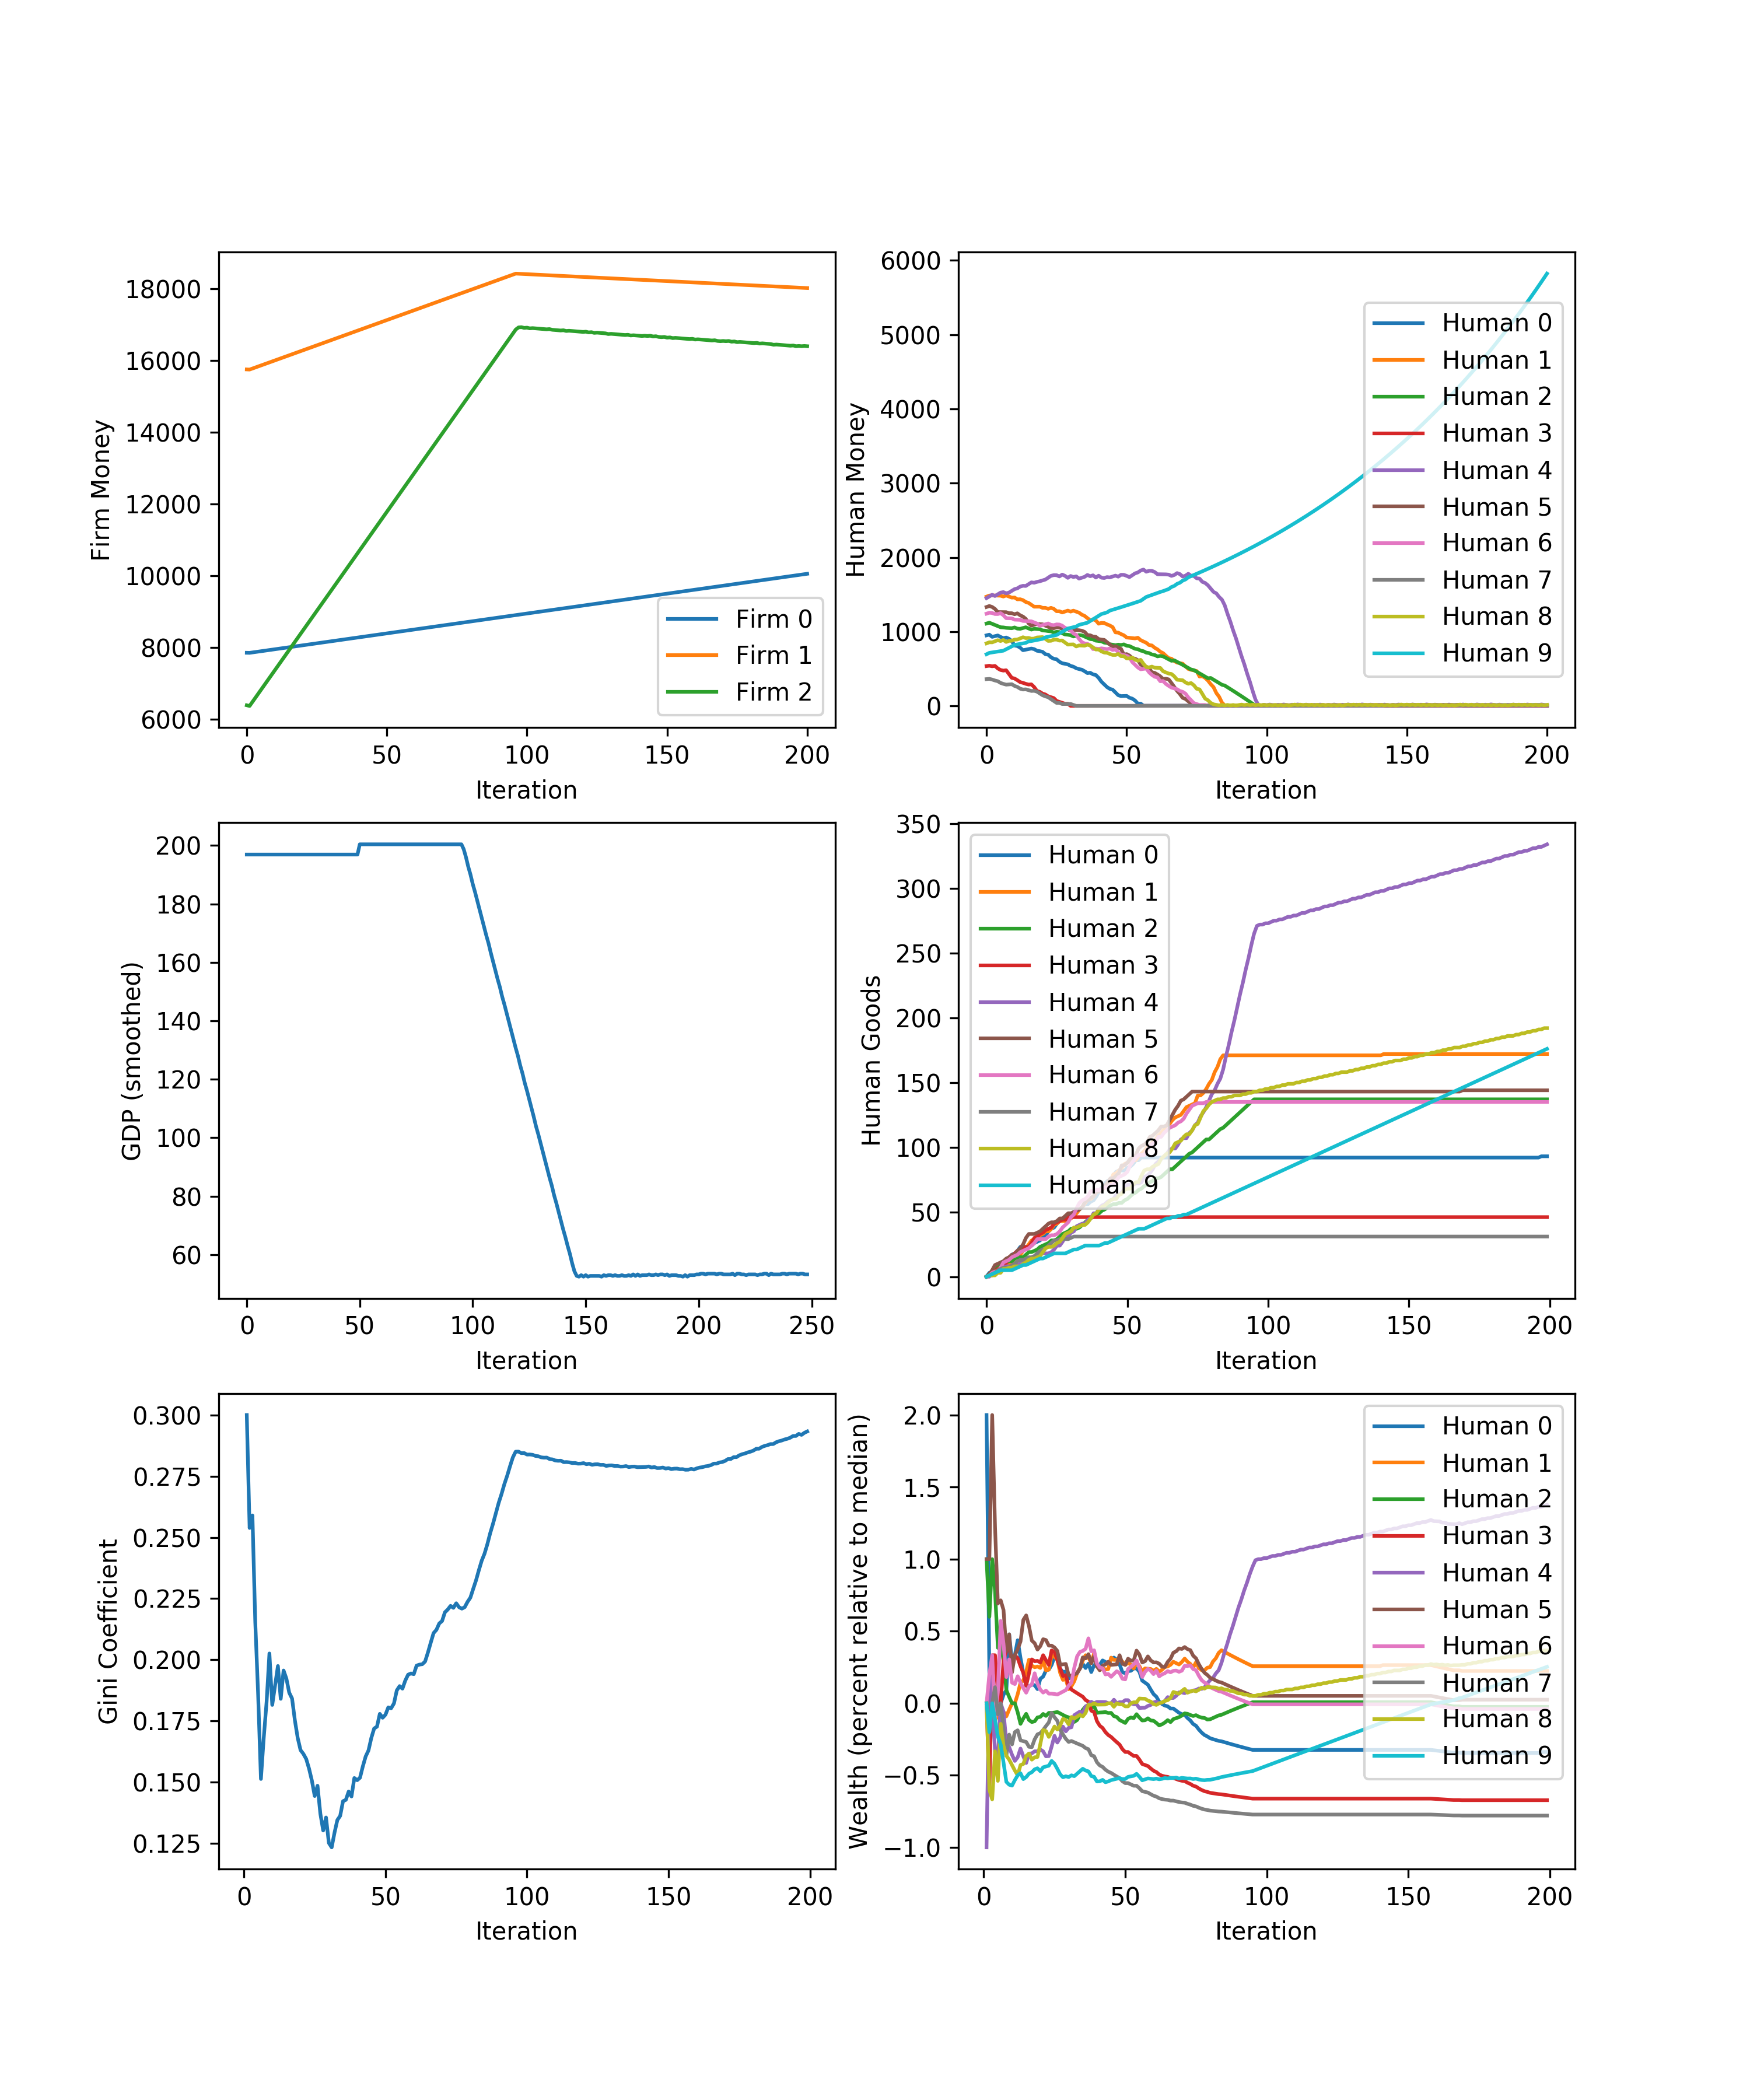 18000
16000
14000
12000
10000
8000
6000
Firm Money
Firm 0
Firm 1
Firm 2
0 50 100 150 200
Iteration
6000
5000
4000
3000
2000
1000
0
Human Money
Human 0
Human 1
Human 2
Human 3
Human 4
Human 5
Human 6
Human 7
Human 8
Human 9
0 50 100 150 200
Iteration
200
180
160
140
120
100
80
60
GDP (smoothed)
0 50 100 150 200 250
Iteration
350
300
250
200
150
100
50
0
Human Goods
Human 0
Human 1
Human 2
Human 3
Human 4
Human 5
Human 6
Human 7
Human 8
Human 9
0 50 100 150 200
Iteration
0.300
0.275
0.250
0.225
0.200
0.175
0.150
0.125
Gini Coefficient
0 50 100 150 200
Iteration
2.0
1.5
1.0
0.5
0.0
−0.5
−1.0
Wealth (percent relative to median)
Human 0
Human 1
Human 2
Human 3
Human 4
Human 5
Human 6
Human 7
Human 8
Human 9
0 50 100 150 200
Iteration